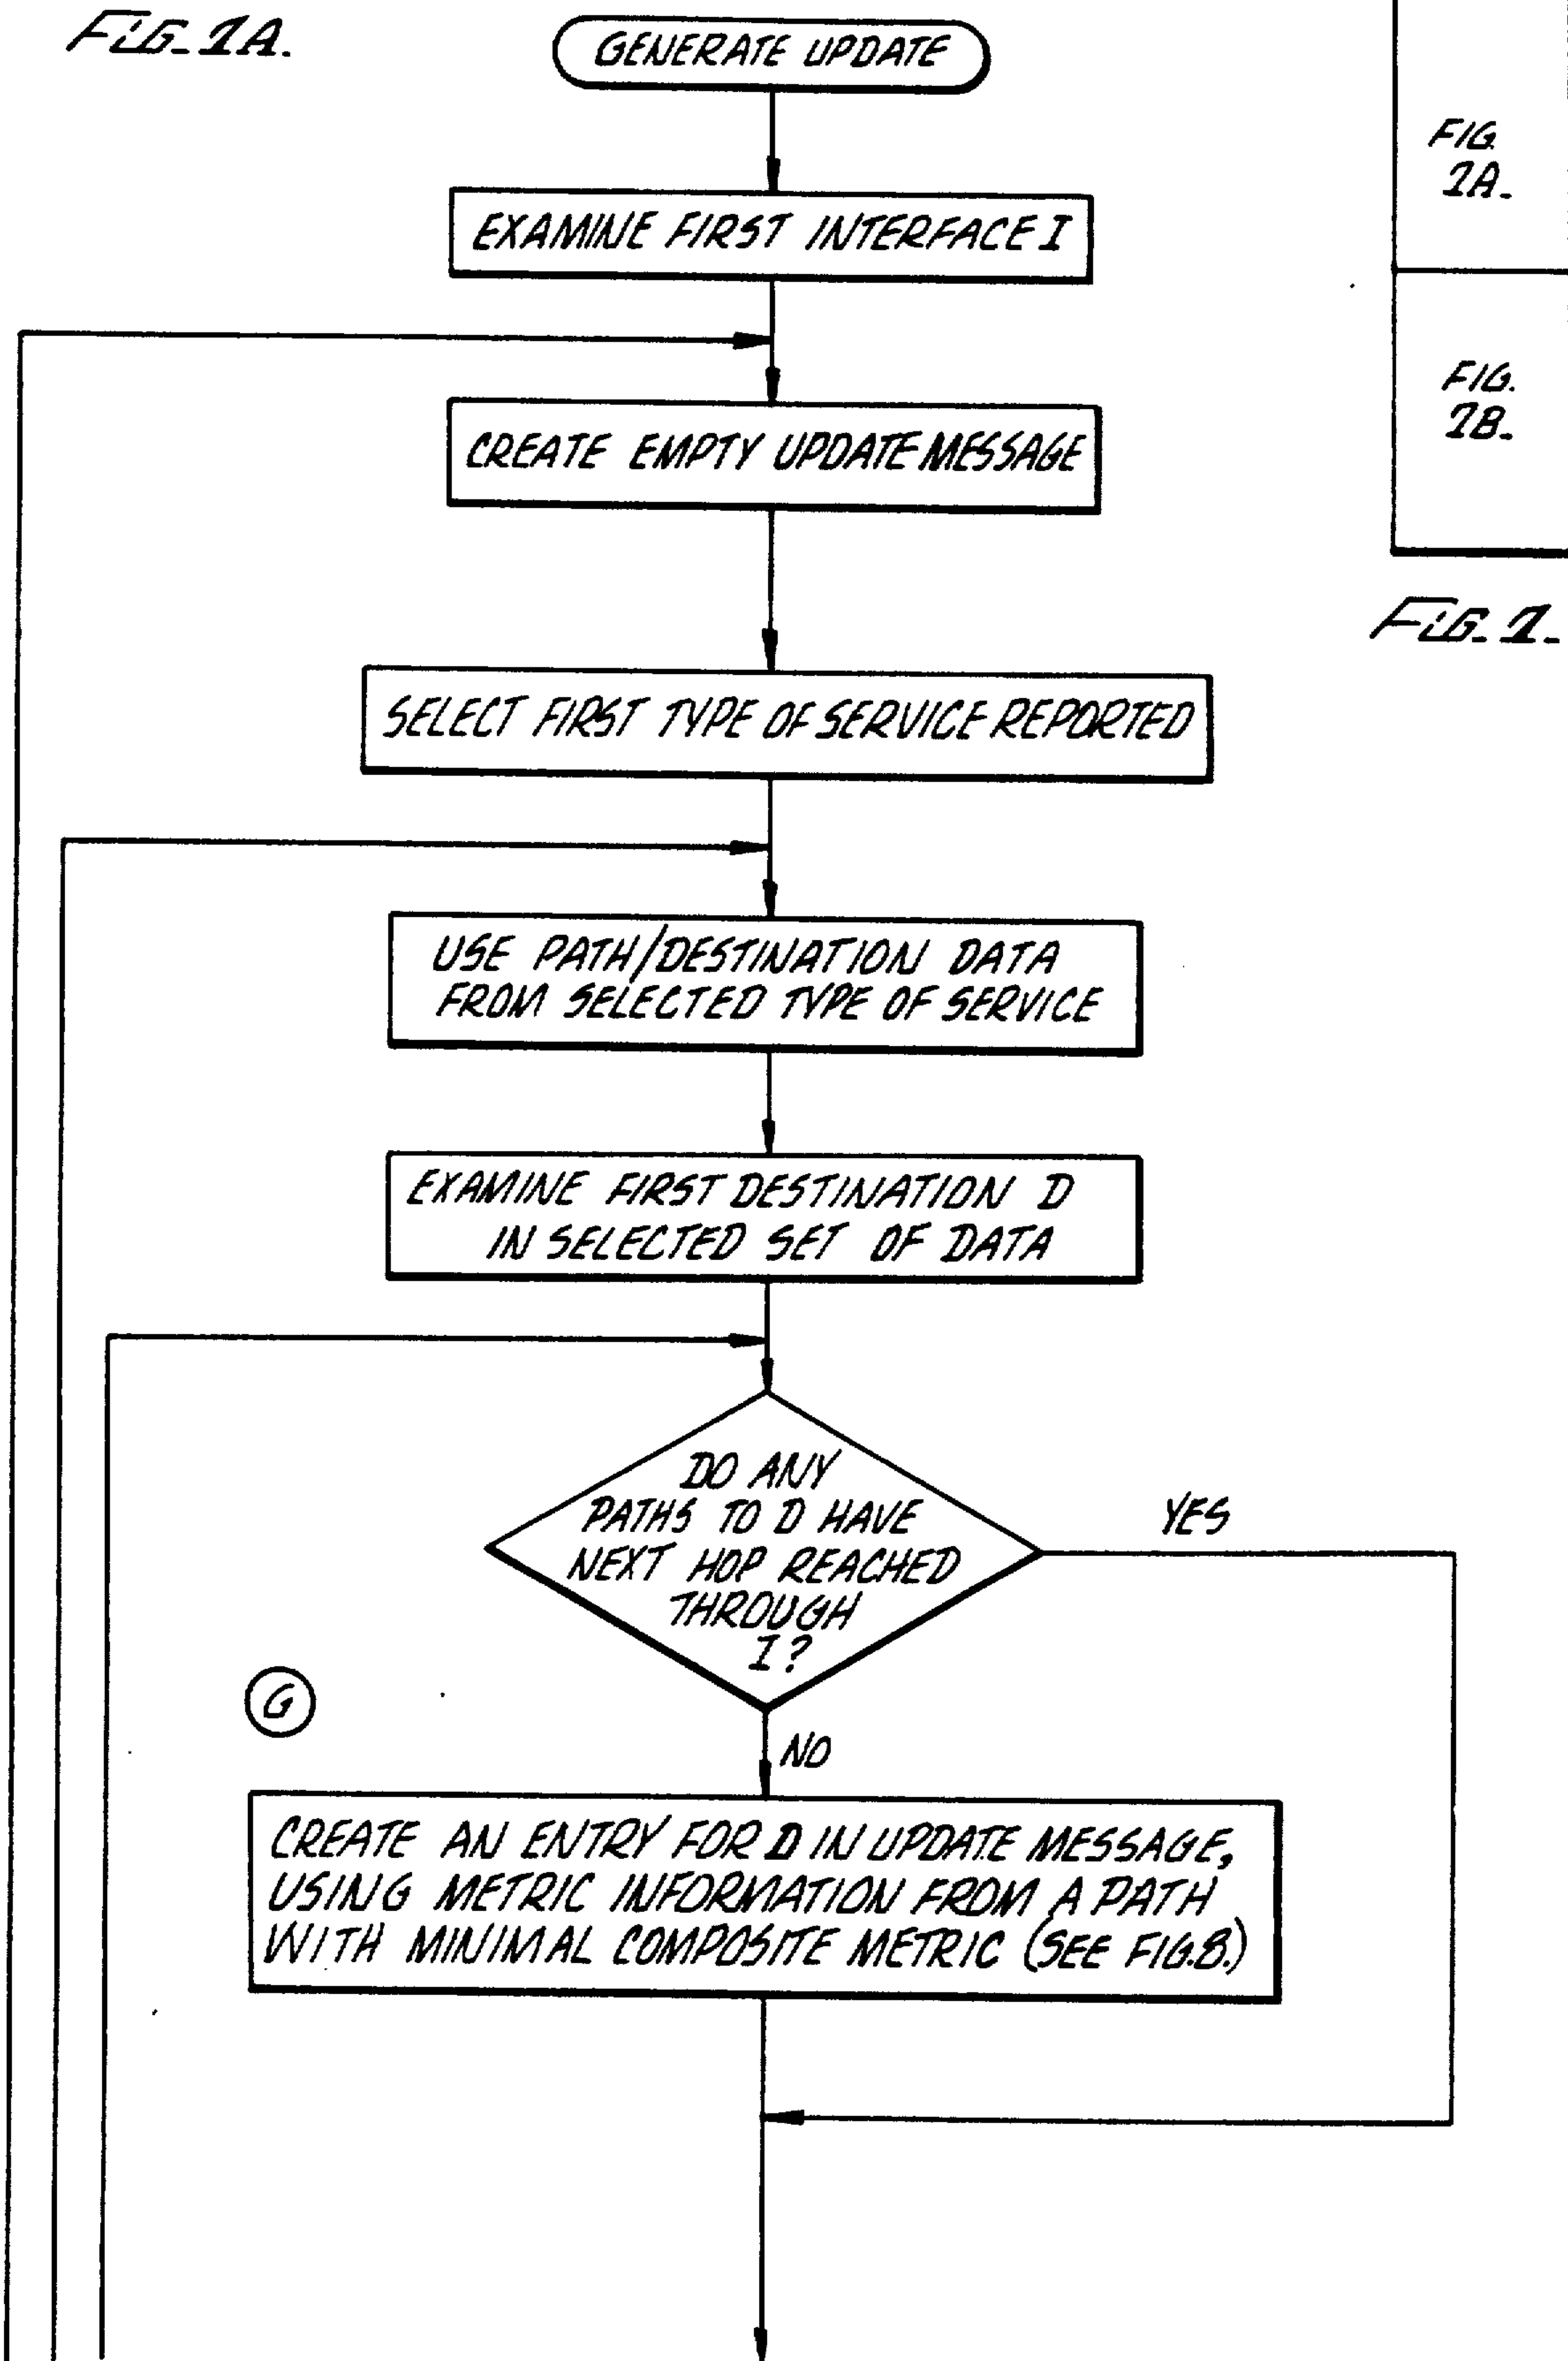 FIG. 1A.
GENERATE UPDATE
FIG.
1A.
EXAMINE FIRST INTERFACE I
FIG.
1B.
CREATE EMPTY UPDATE MESSAGE
FIG. 1.
SELECT FIRST TYPE OF SERVICE REPORTED
USE PATH/DESTINATION DATA
FROM SELECTED TYPE OF SERVICE
EXAMINE FIRST DESTINATION D
IN SELECTED SET OF DATA
DO ANY
PATHS TO D HAVE
NEXT HOP REACHED
THROUGH
I?
YES
G
NO
CREATE AN ENTRY FOR D IN UPDATE MESSAGE,
USING METRIC INFORMATION FROM A PATH
WITH MINIMAL COMPOSITE METRIC (SEE FIG.8.)